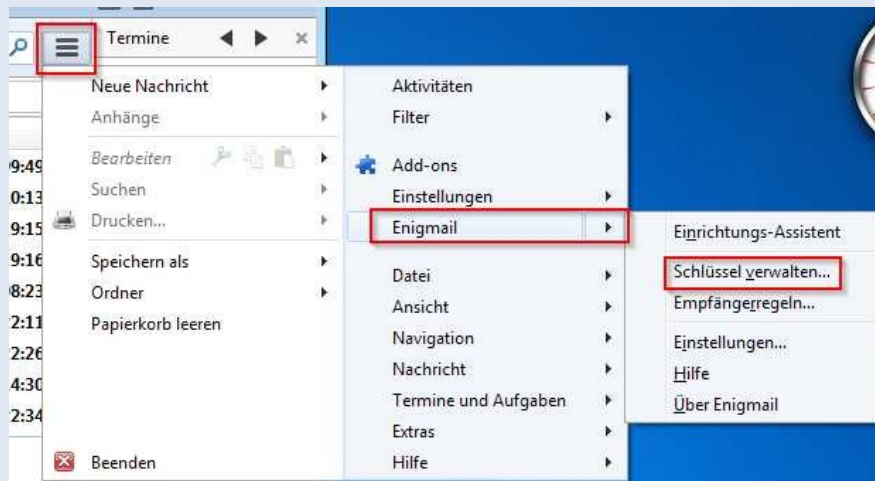 Termine
Neue Nachricht
Anhänge
Bearbeiten
Suchen
Drucken...
Speichern als
Ordner
Papierkorb leeren
Beenden
Aktivitäten
Filter
Add-ons
Einstellungen
Enigmail
Datei
Ansicht
Navigation
Nachricht
Termine und Aufgaben
Extras
Hilfe
Einrichtungs-Assistent
Schlüssel verwalten...
Empfängerregeln...
Einstellungen...
Hilfe
Über Enigmail
9:49
0:13
9:15
9:16
8:23
2:11
2:26
4:30
2:34